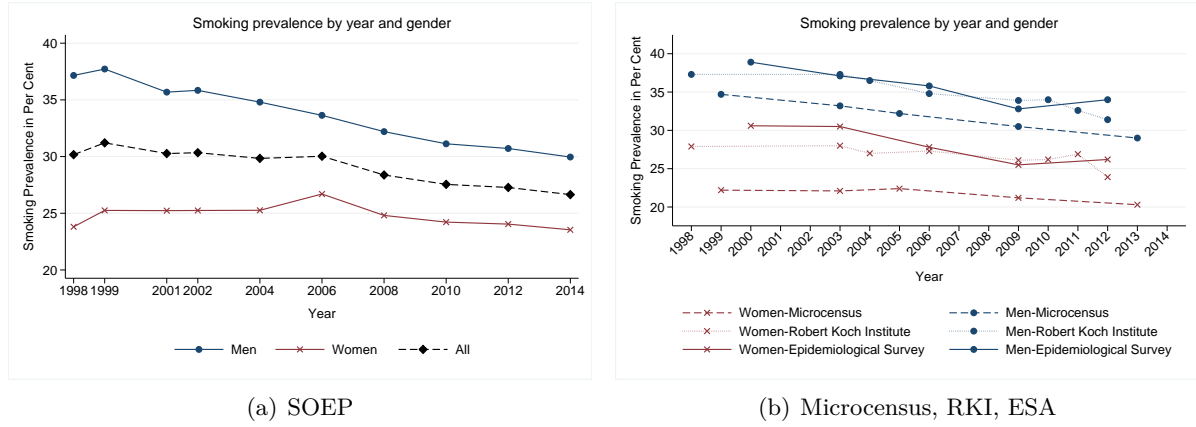 Smoking prevalence by year and gender
Smoking Prevalence in Per Cent
40
35
30
25
20
1998 1999 2001 2002 2004 2006 2008 2010 2012 2014
Year
Men Women All
(a) SOEP
Smoking prevalence by year and gender
Smoking Prevalence in Per Cent
40
35
30
25
20
1998 1999 2000 2001 2002 2003 2004 2005 2006 2007 2008 2009 2010 2011 2012 2013 2014
Year
Women-Microcensus Men-Microcensus
Women-Robert Koch Institute Men-Robert Koch Institute
Women-Epidemiological Survey Men-Epidemiological Survey
(b) Microcensus, RKI, ESA